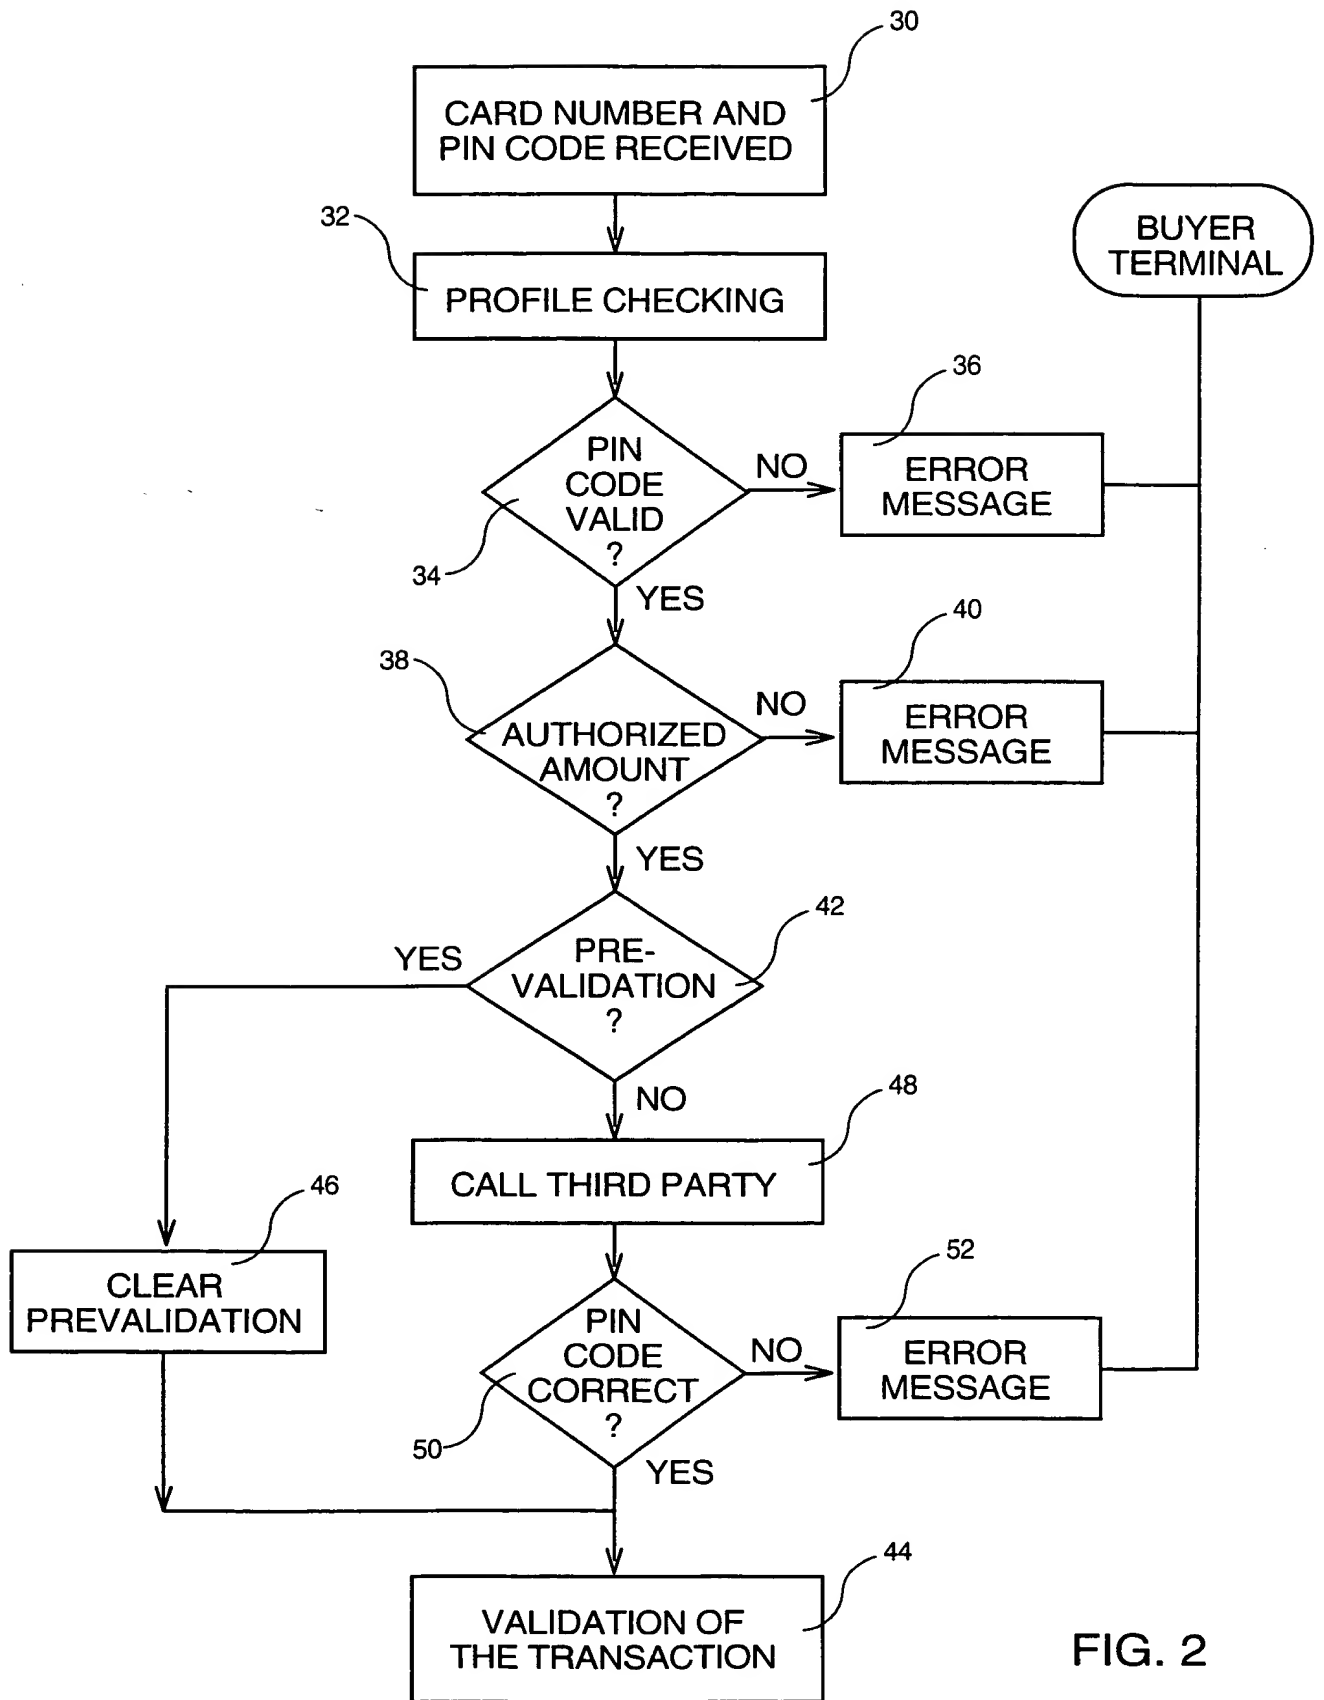 30
CARD NUMBER AND
PIN CODE RECEIVED
32
PROFILE CHECKING
BUYER
TERMINAL
PIN
CODE
VALID
?
34
NO
36
ERROR
MESSAGE
YES
38
AUTHORIZED
AMOUNT
?
NO
40
ERROR
MESSAGE
YES
42
PRE-
VALIDATION
?
YES
NO
48
CALL THIRD PARTY
46
CLEAR
PREVALIDATION
PIN
CODE
CORRECT
?
50
NO
52
ERROR
MESSAGE
YES
44
VALIDATION OF
THE TRANSACTION
FIG. 2